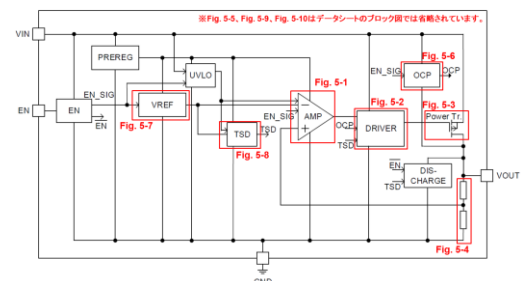 ※Fig. 5-5、Fig. 5-9、Fig. 5-10はデータシートのブロック図では省略されています。
VIN
PREREG
UVLO
Fig. 5-1
Fig. 5-6
EN_SIG
OCP
OCP
EN_SIG
EN
EN
EN
VREF
Fig. 5-7
EN_SIG
AMP
Fig. 5-2
OCP
DRIVER
TSD
Fig. 5-3
Power Tr.
TSD
TSD
Fig. 5-8
EN
TSD
DIS-
CHARGE
VOUT
Fig. 5-4
GND